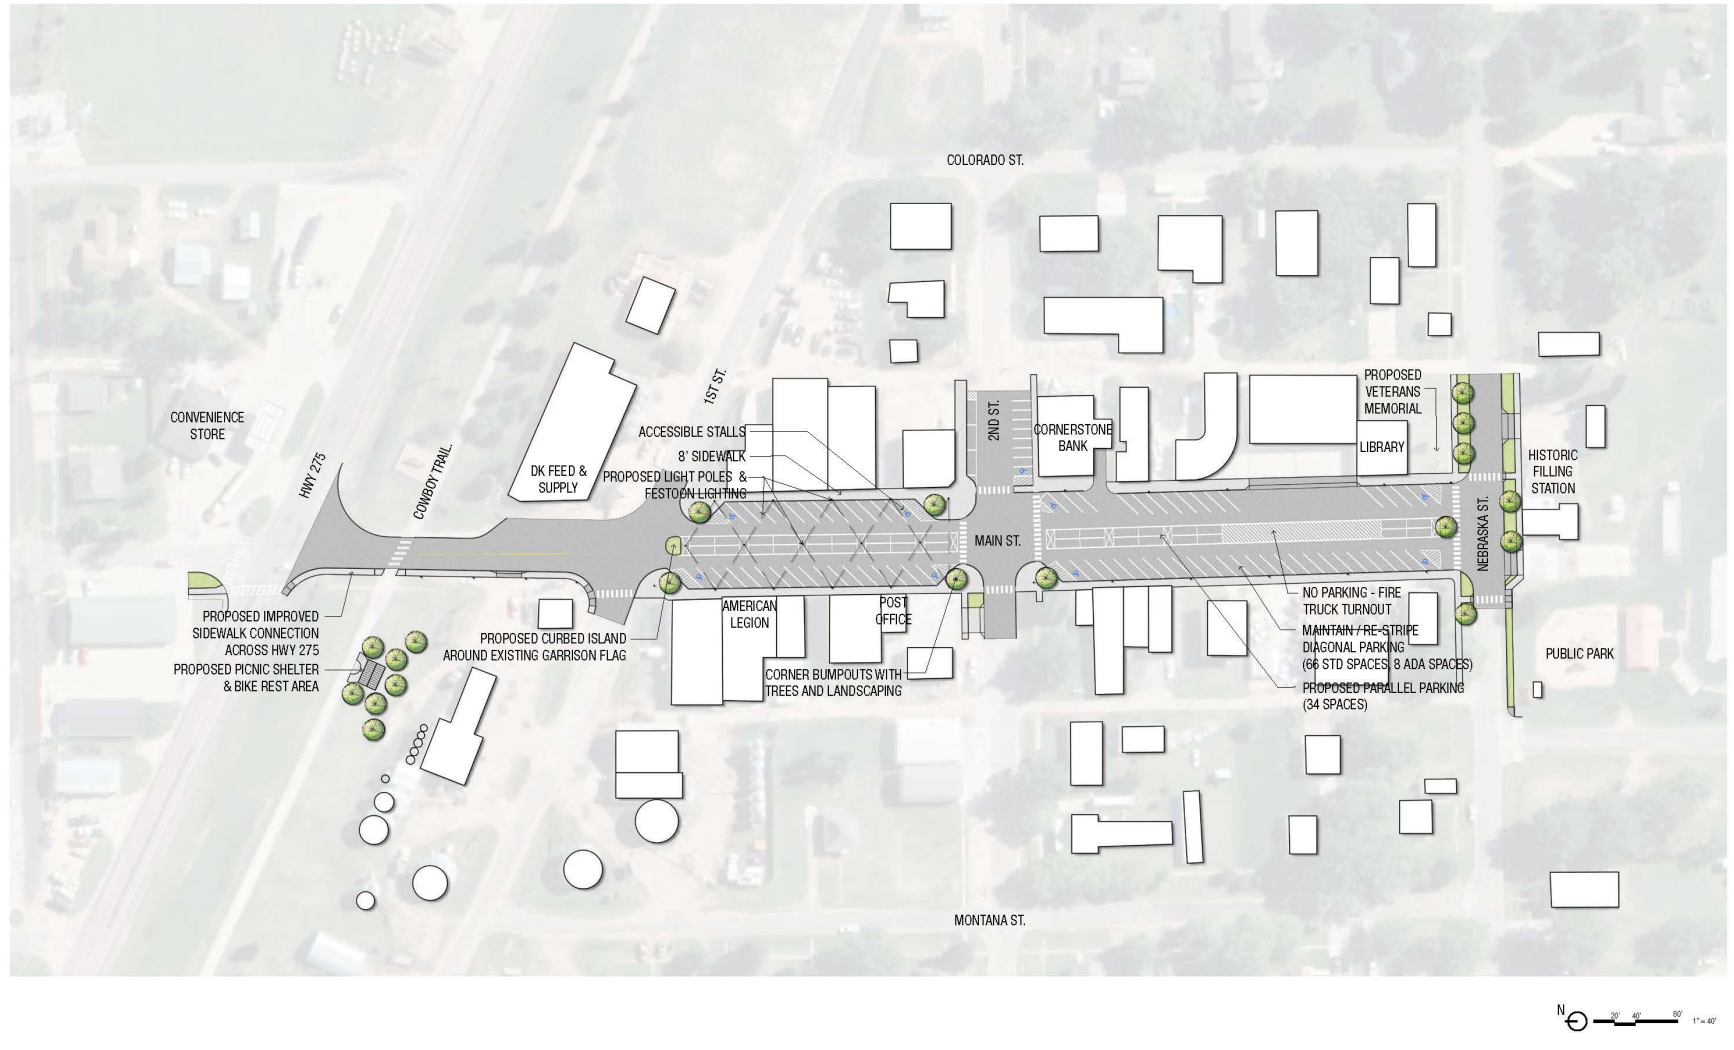 COLORADO ST.
CONVENIENCE
STORE
HWY 275
COWBOY TRAIL.
DK FEED &
SUPPLY
1ST ST.
ACCESSIBLE STALLS
8' SIDEWALK
PROPOSED LIGHT POLES &
FESTOON LIGHTING
2ND ST.
CORNERSTONE
BANK
PROPOSED
VETERANS
MEMORIAL
LIBRARY
HISTORIC
FILLING
STATION
MAIN ST.
NEBRASKA ST.
PROPOSED IMPROVED
SIDEWALK CONNECTION
ACROSS HWY 275
PROPOSED PICNIC SHELTER
& BIKE REST AREA
PROPOSED CURBED ISLAND
AROUND EXISTING GARRISON FLAG
AMERICAN
LEGION
POST
OFFICE
CORNER BUMPOUTS WITH
TREES AND LANDSCAPING
NO PARKING - FIRE
TRUCK TURNOUT
MAINTAIN / RE-STRIPE
DIAGONAL PARKING
(66 STD SPACES, 8 ADA SPACES)
PROPOSED PARALLEL PARKING
(34 SPACES)
PUBLIC PARK
MONTANA ST.
N
20' 40' 80' 1" = 40'